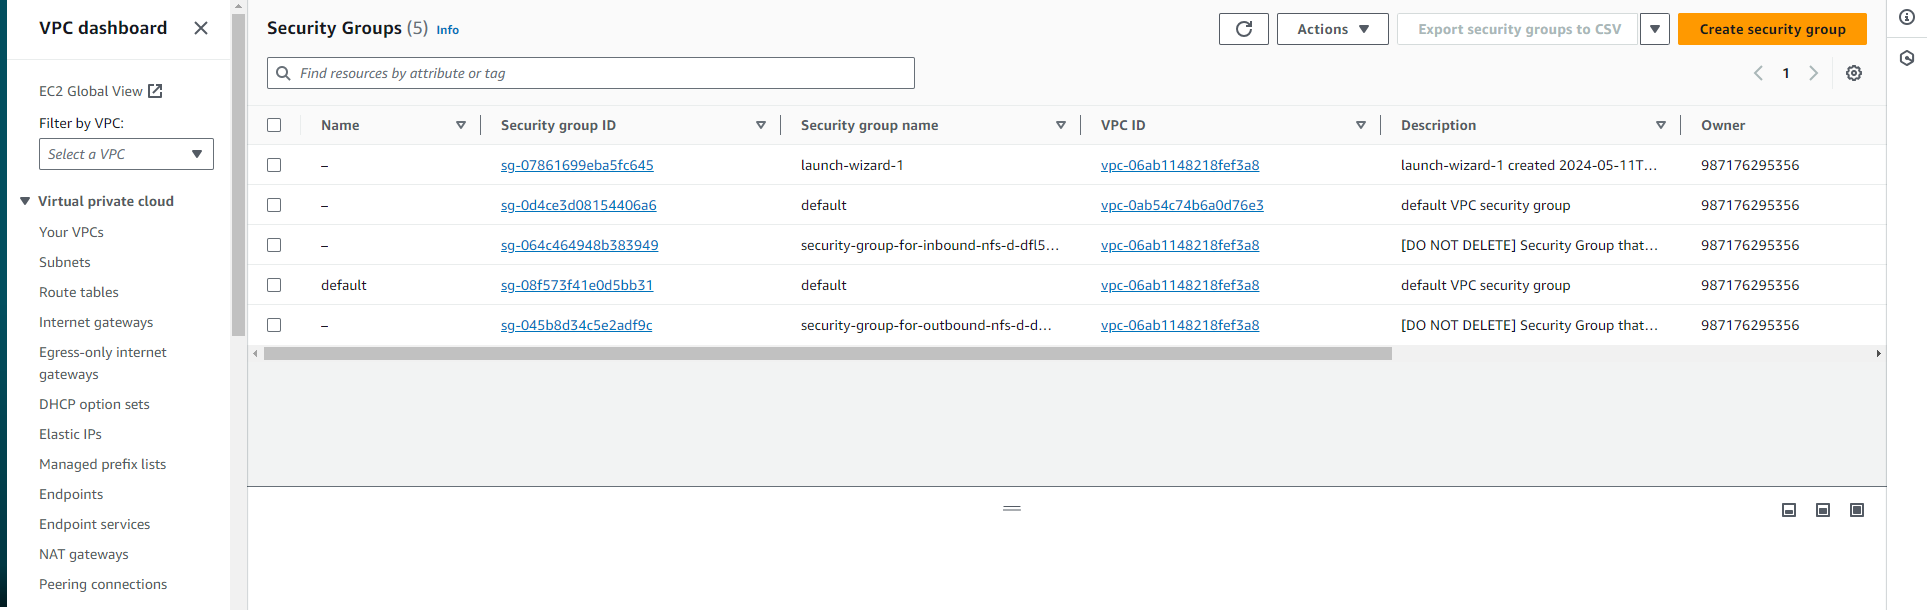 VPC dashboard
EC2 Global View
Filter by VPC:
Select a VPC
Virtual private cloud
Your VPCs
Subnets
Route tables
Internet gateways
Egress-only internet
gateways
DHCP option sets
Elastic IPs
Managed prefix lists
Endpoints
Endpoint services
NAT gateways
Peering connections
Security Groups (5) Info
Actions
Export security groups to CSV
Create security group
Find resources by attribute or tag
1
Name Security group ID Security group name VPC ID Description Owner
– sg-07861699eba5fc645 launch-wizard-1 vpc-06ab1148218fef3a8 launch-wizard-1 created 2024-05-11T... 987176295356
– sg-0d4ce3d08154406a6 default vpc-0ab54c74b6a0d76e3 default VPC security group 987176295356
– sg-064c464948b383949 security-group-for-inbound-nfs-d-dfl5... vpc-06ab1148218fef3a8 [DO NOT DELETE] Security Group that... 987176295356
default sg-08f573f41e0d5bb31 default vpc-06ab1148218fef3a8 default VPC security group 987176295356
– sg-045b8d34c5e2adf9c security-group-for-outbound-nfs-d-d... vpc-06ab1148218fef3a8 [DO NOT DELETE] Security Group that... 987176295356